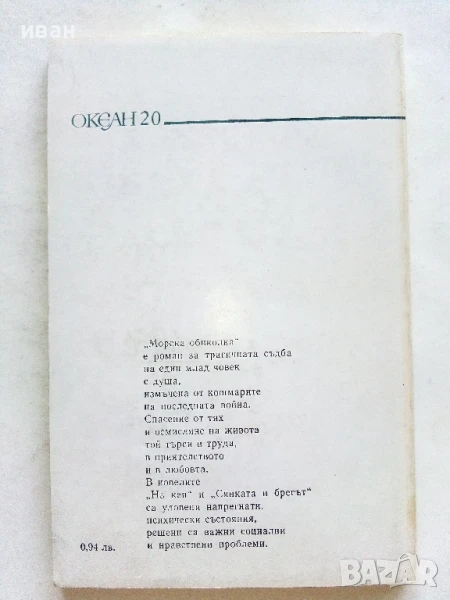 иван
ОКЕАН 20
„Морска обиколка“
е роман за трагичната съдба
на един млад човек
с душа,
измъчена от кошмарите
на последната война.
Спасение от тях
и осмисляне на живота
той търси в труда,
в приятелството
и в любовта.
В новелите
„На кея“ и „Сянката и брегът“
са уловени напрегнати
психически състояния,
решени са важни социални
0,94 лв. и нравствени проблеми.
BAZAR.bg